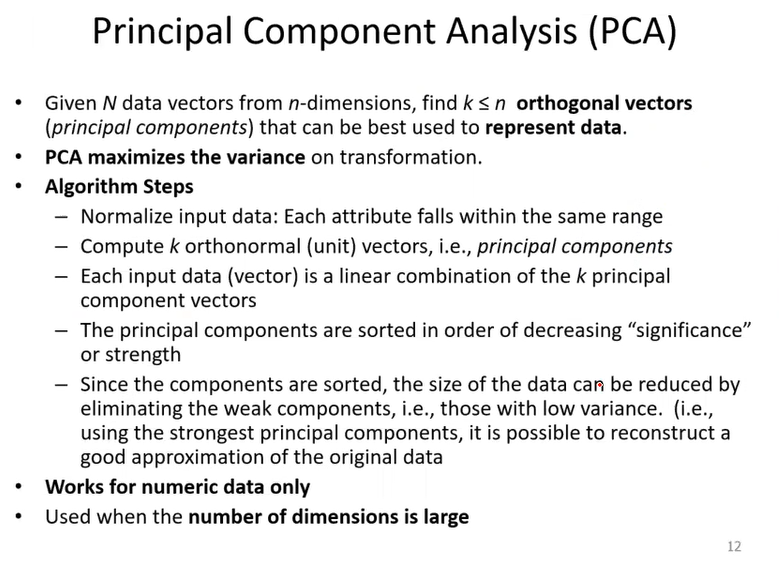 Principal Component Analysis (PCA)
• Given N data vectors from n-dimensions, find k ≤ n orthogonal vectors
(principal components) that can be best used to represent data.
• PCA maximizes the variance on transformation.
• Algorithm Steps
– Normalize input data: Each attribute falls within the same range
– Compute k orthonormal (unit) vectors, i.e., principal components
– Each input data (vector) is a linear combination of the k principal
component vectors
– The principal components are sorted in order of decreasing “significance”
or strength
– Since the components are sorted, the size of the data can be reduced by
eliminating the weak components, i.e., those with low variance. (i.e.,
using the strongest principal components, it is possible to reconstruct a
good approximation of the original data
• Works for numeric data only
• Used when the number of dimensions is large
12